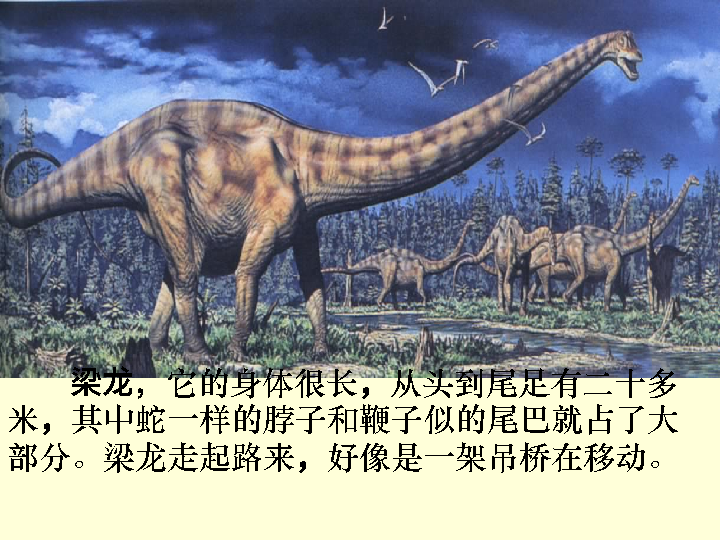 梁龙，它的身体很长，从头到尾足有二十多
米，其中蛇一样的脖子和鞭子似的尾巴就占了大
部分。梁龙走起路来，好像是一架吊桥在移动。